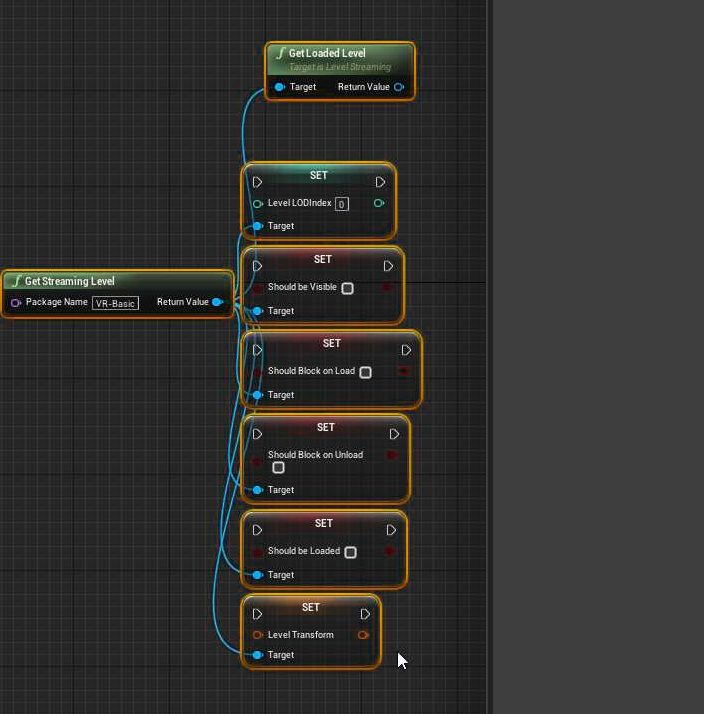 Get Loaded Level
Target is Level Streaming
Target Return Value
SET
Level LODIndex 0
Target
SET
Should be Visible
Target
Get Streaming Level
Package Name VR-Basic Return Value
SET
Should Block on Load
Target
SET
Should Block on Unload
Target
SET
Should be Loaded
Target
SET
Level Transform
Target